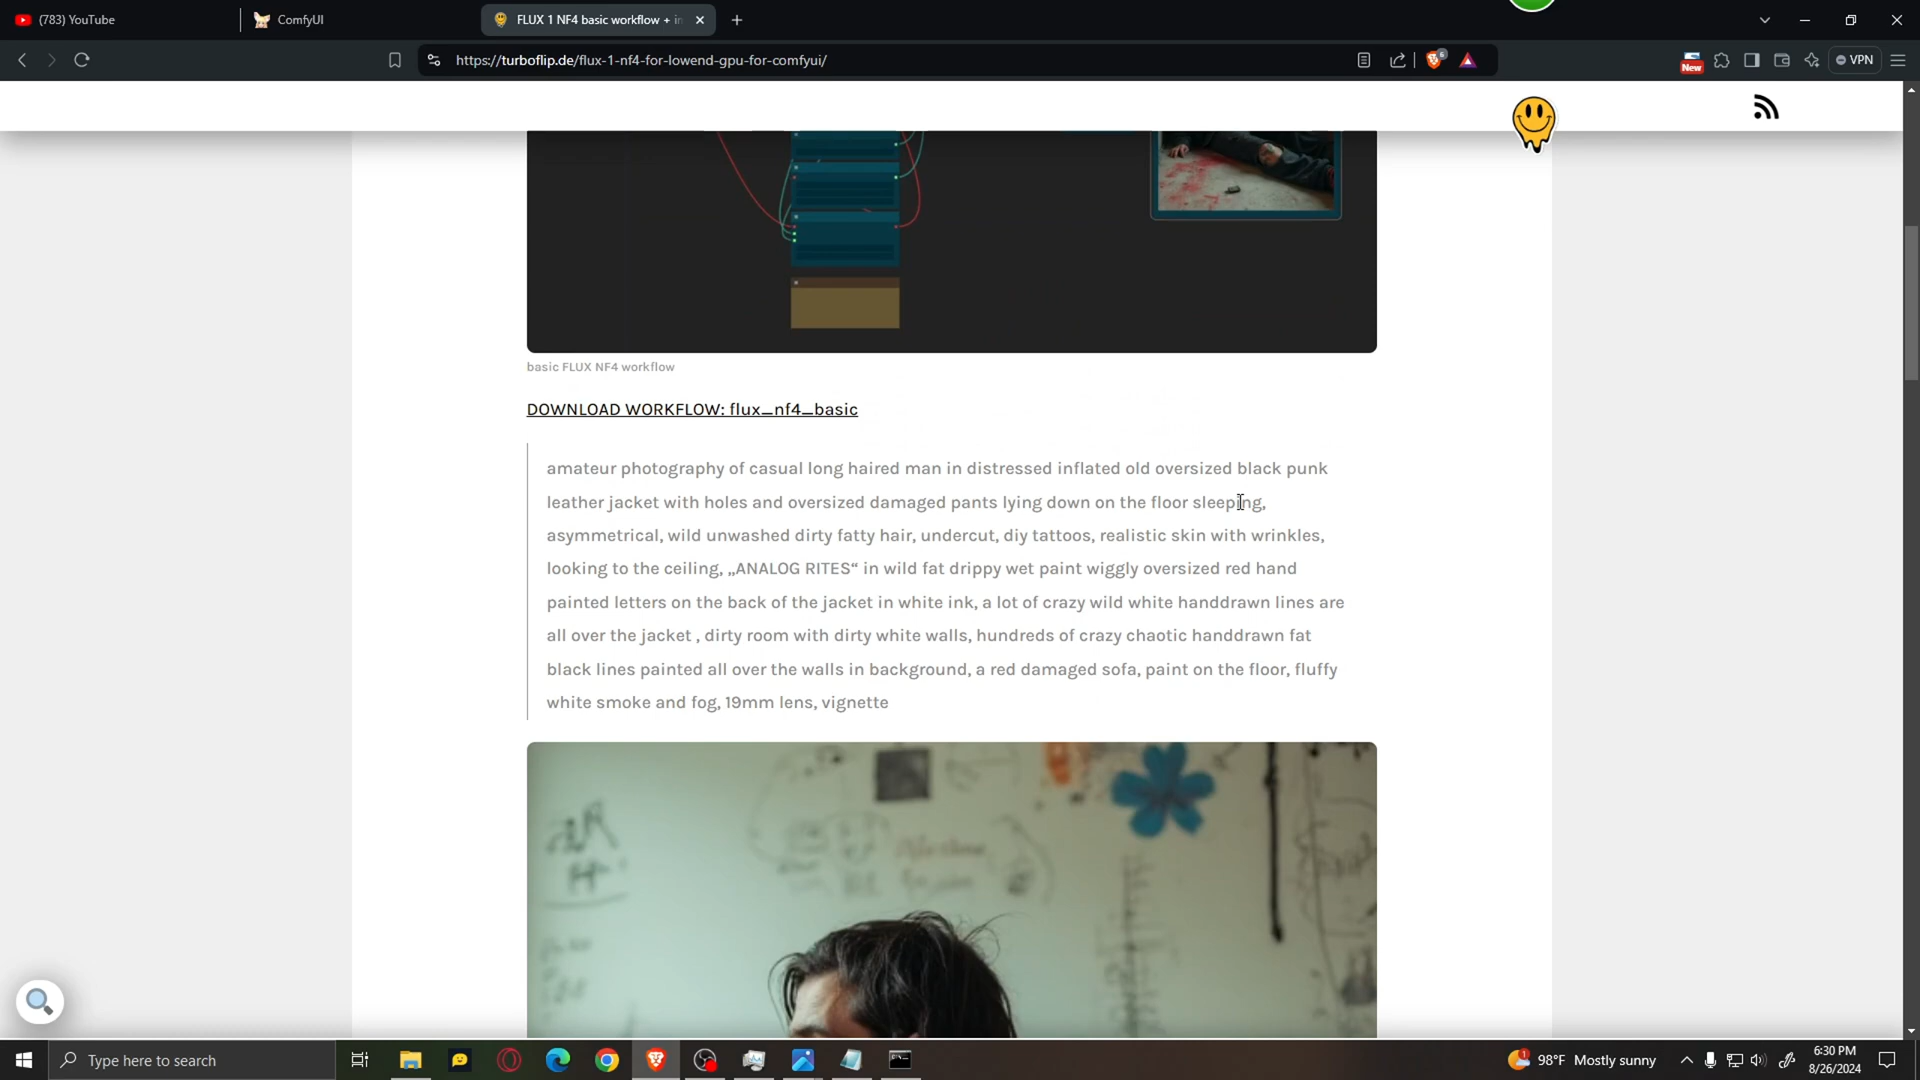 (783) YouTube
ComfyUI
FLUX 1 NF4 basic workflow + in
https://turboflip.de/flux-1-nf4-for-lowend-gpu-for-comfyui/
6
New
VPN
basic FLUX NF4 workflow
DOWNLOAD WORKFLOW: flux_nf4_basic
amateur photography of casual long haired man in distressed inflated old oversized black punk
leather jacket with holes and oversized damaged pants lying down on the floor sleeping,
asymmetrical, wild unwashed dirty fatty hair, undercut, diy tattoos, realistic skin with wrinkles,
looking to the ceiling, „ANALOG RITES“ in wild fat drippy wet paint wiggly oversized red hand
painted letters on the back of the jacket in white ink, a lot of crazy wild white handdrawn lines are
all over the jacket , dirty room with dirty white walls, hundreds of crazy chaotic handdrawn fat
black lines painted all over the walls in background, a red damaged sofa, paint on the floor, fluffy
white smoke and fog, 19mm lens, vignette
Type here to search
1
98°F Mostly sunny
6:30 PM
8/26/2024